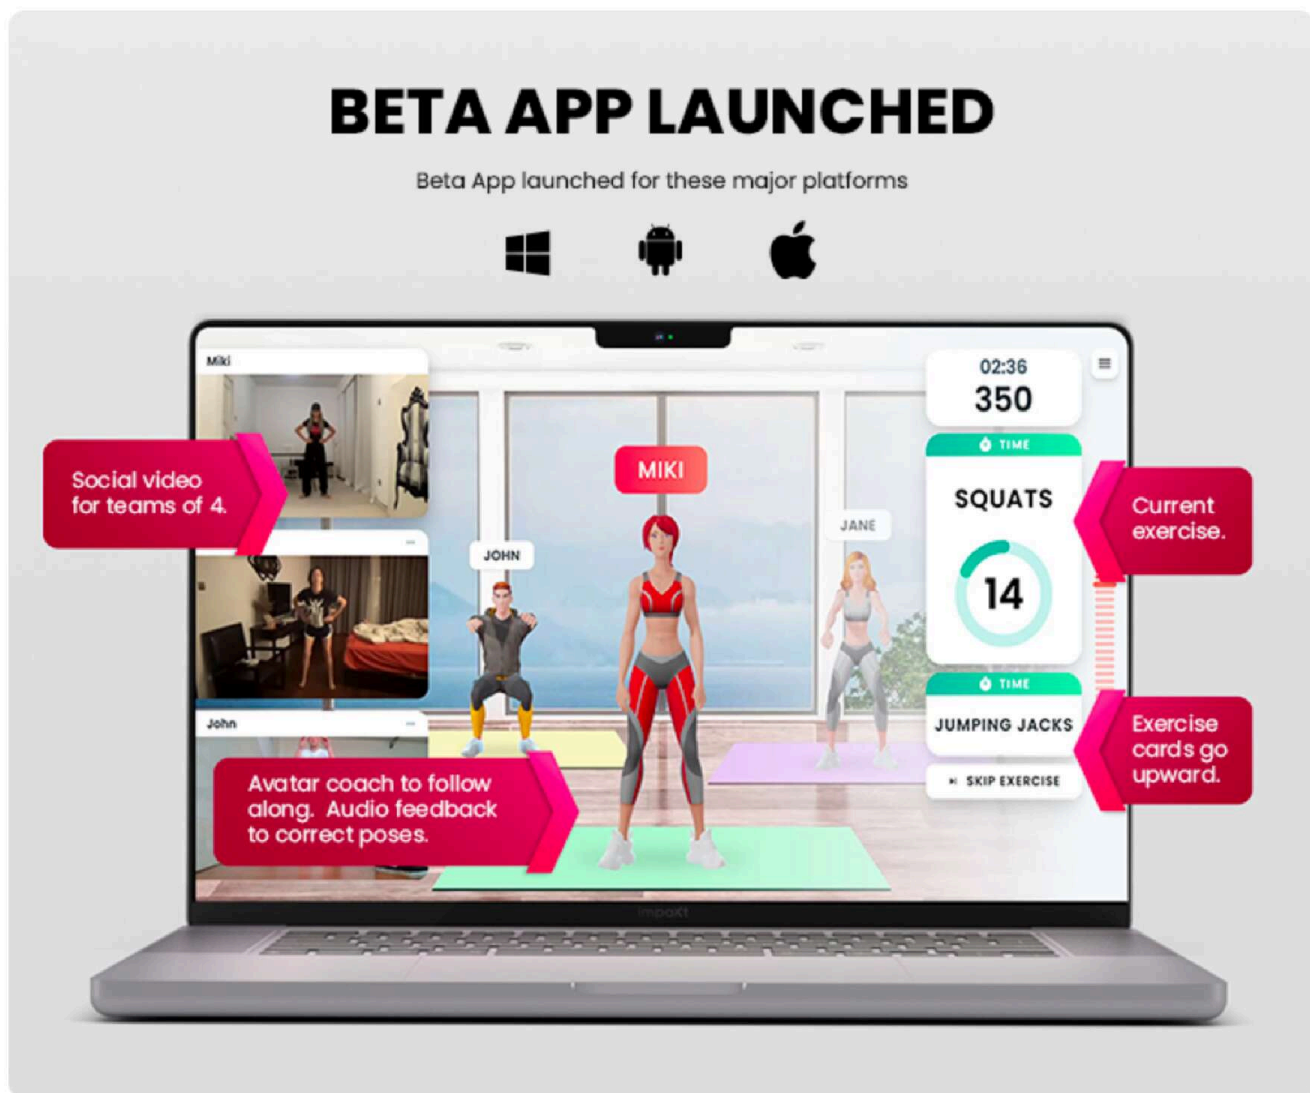 BETA APP LAUNCHED
Beta App launched for these major platforms
Miki
02:36
350
TIME
SQUATS
14
TIME
JUMPING JACKS
SKIP EXERCISE
MIKI
JANE
JOHN
John
Social video
for teams of 4.
Current
exercise.
Exercise
cards go
upward.
Avatar coach to follow
along. Audio feedback
to correct poses.
impaKt